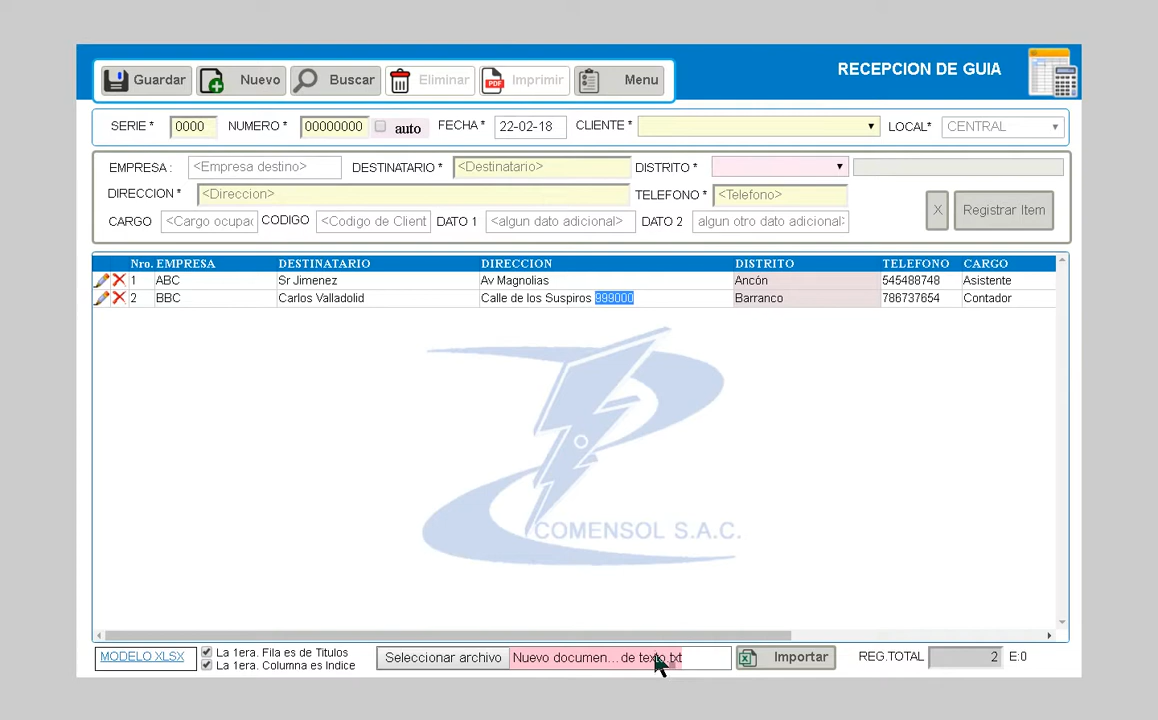 Guardar Nuevo Buscar Eliminar Imprimir Menu RECEPCION DE GUIA
SERIE * 0000 NUMERO * 00000000 auto FECHA * 22-02-18 CLIENTE * LOCAL* CENTRAL
EMPRESA : <Empresa destino> DESTINATARIO * <Destinatario> DISTRITO *
DIRECCION * <Direccion> TELEFONO * <Telefono>
X Registrar Item
CARGO <Cargo ocupac CODIGO <Codigo de Client DATO 1 <algun dato adicional> DATO 2 algun otro dato adicional>
Nro. EMPRESA DESTINATARIO DIRECCION DISTRITO TELEFONO CARGO
1 ABC Sr Jimenez Av Magnolias Ancón 545488748 Asistente
2 BBC Carlos Valladolid Calle de los Suspiros 999000 Barranco 786737654 Contador
COMENSOL S.A.C.
MODELO XLSX La 1era. Fila es de Titulos
La 1era. Columna es Indice
Seleccionar archivo Nuevo documen... de texto.txt Importar REG.TOTAL 2 E:0